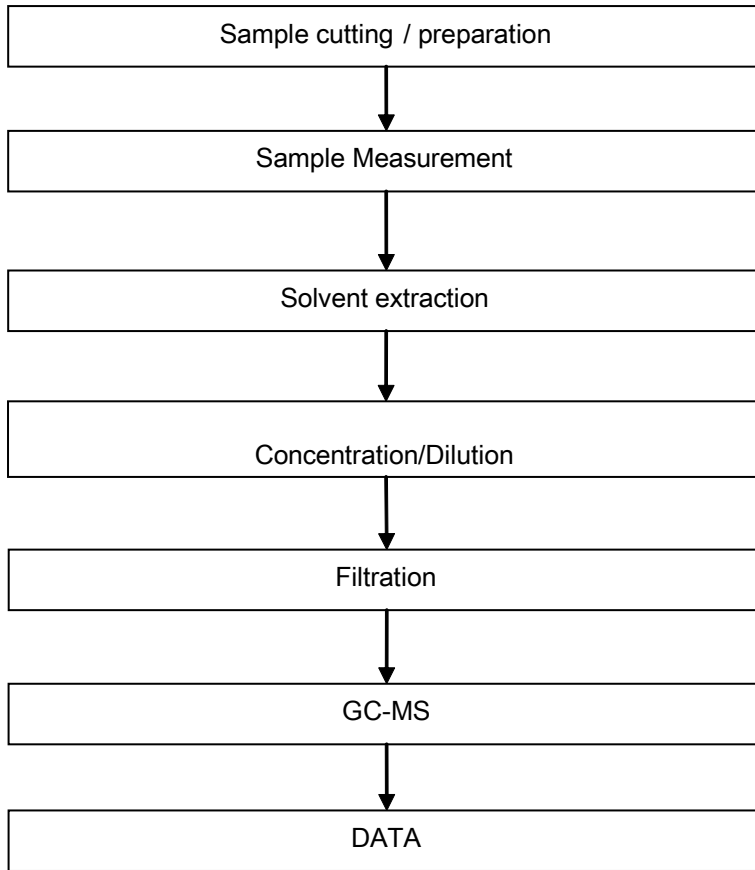 Sample cutting / preparation
Sample Measurement
Solvent extraction
Concentration/Dilution
Filtration
GC-MS
DATA